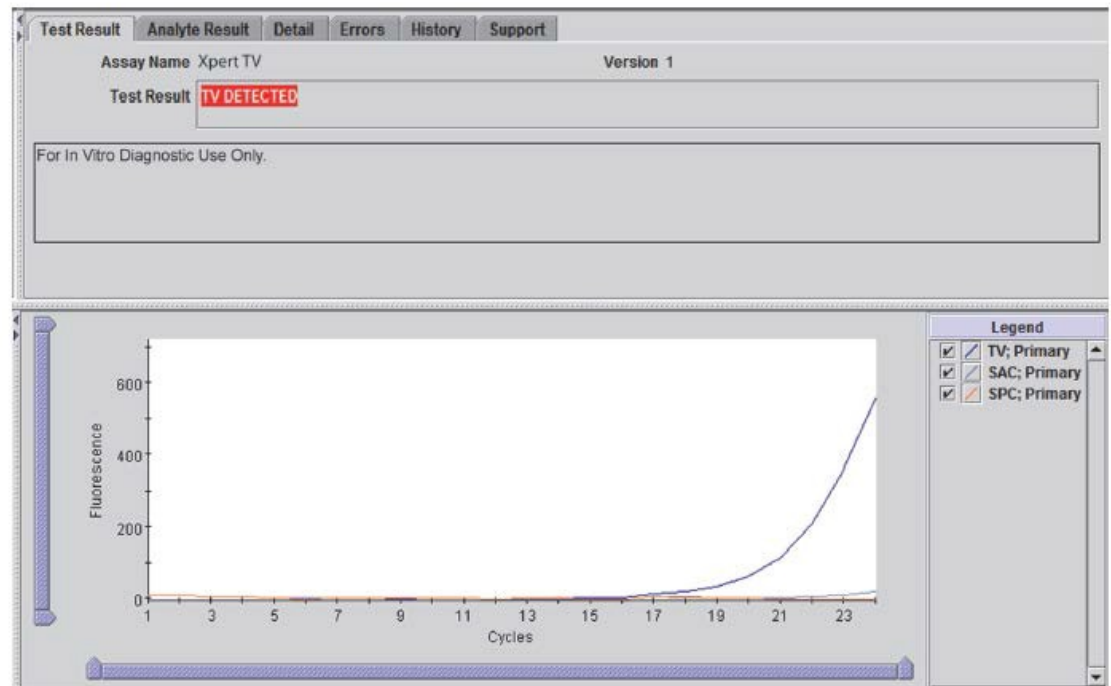 Test Result Analyte Result Detail Errors History Support
Assay Name Xpert TV Version 1
Test Result TV DETECTED
For In Vitro Diagnostic Use Only.
Legend
TV; Primary
SAC; Primary
SPC; Primary
Fluorescence
600
400
200
0
1 3 5 7 9 11 13 15 17 19 21 23
Cycles